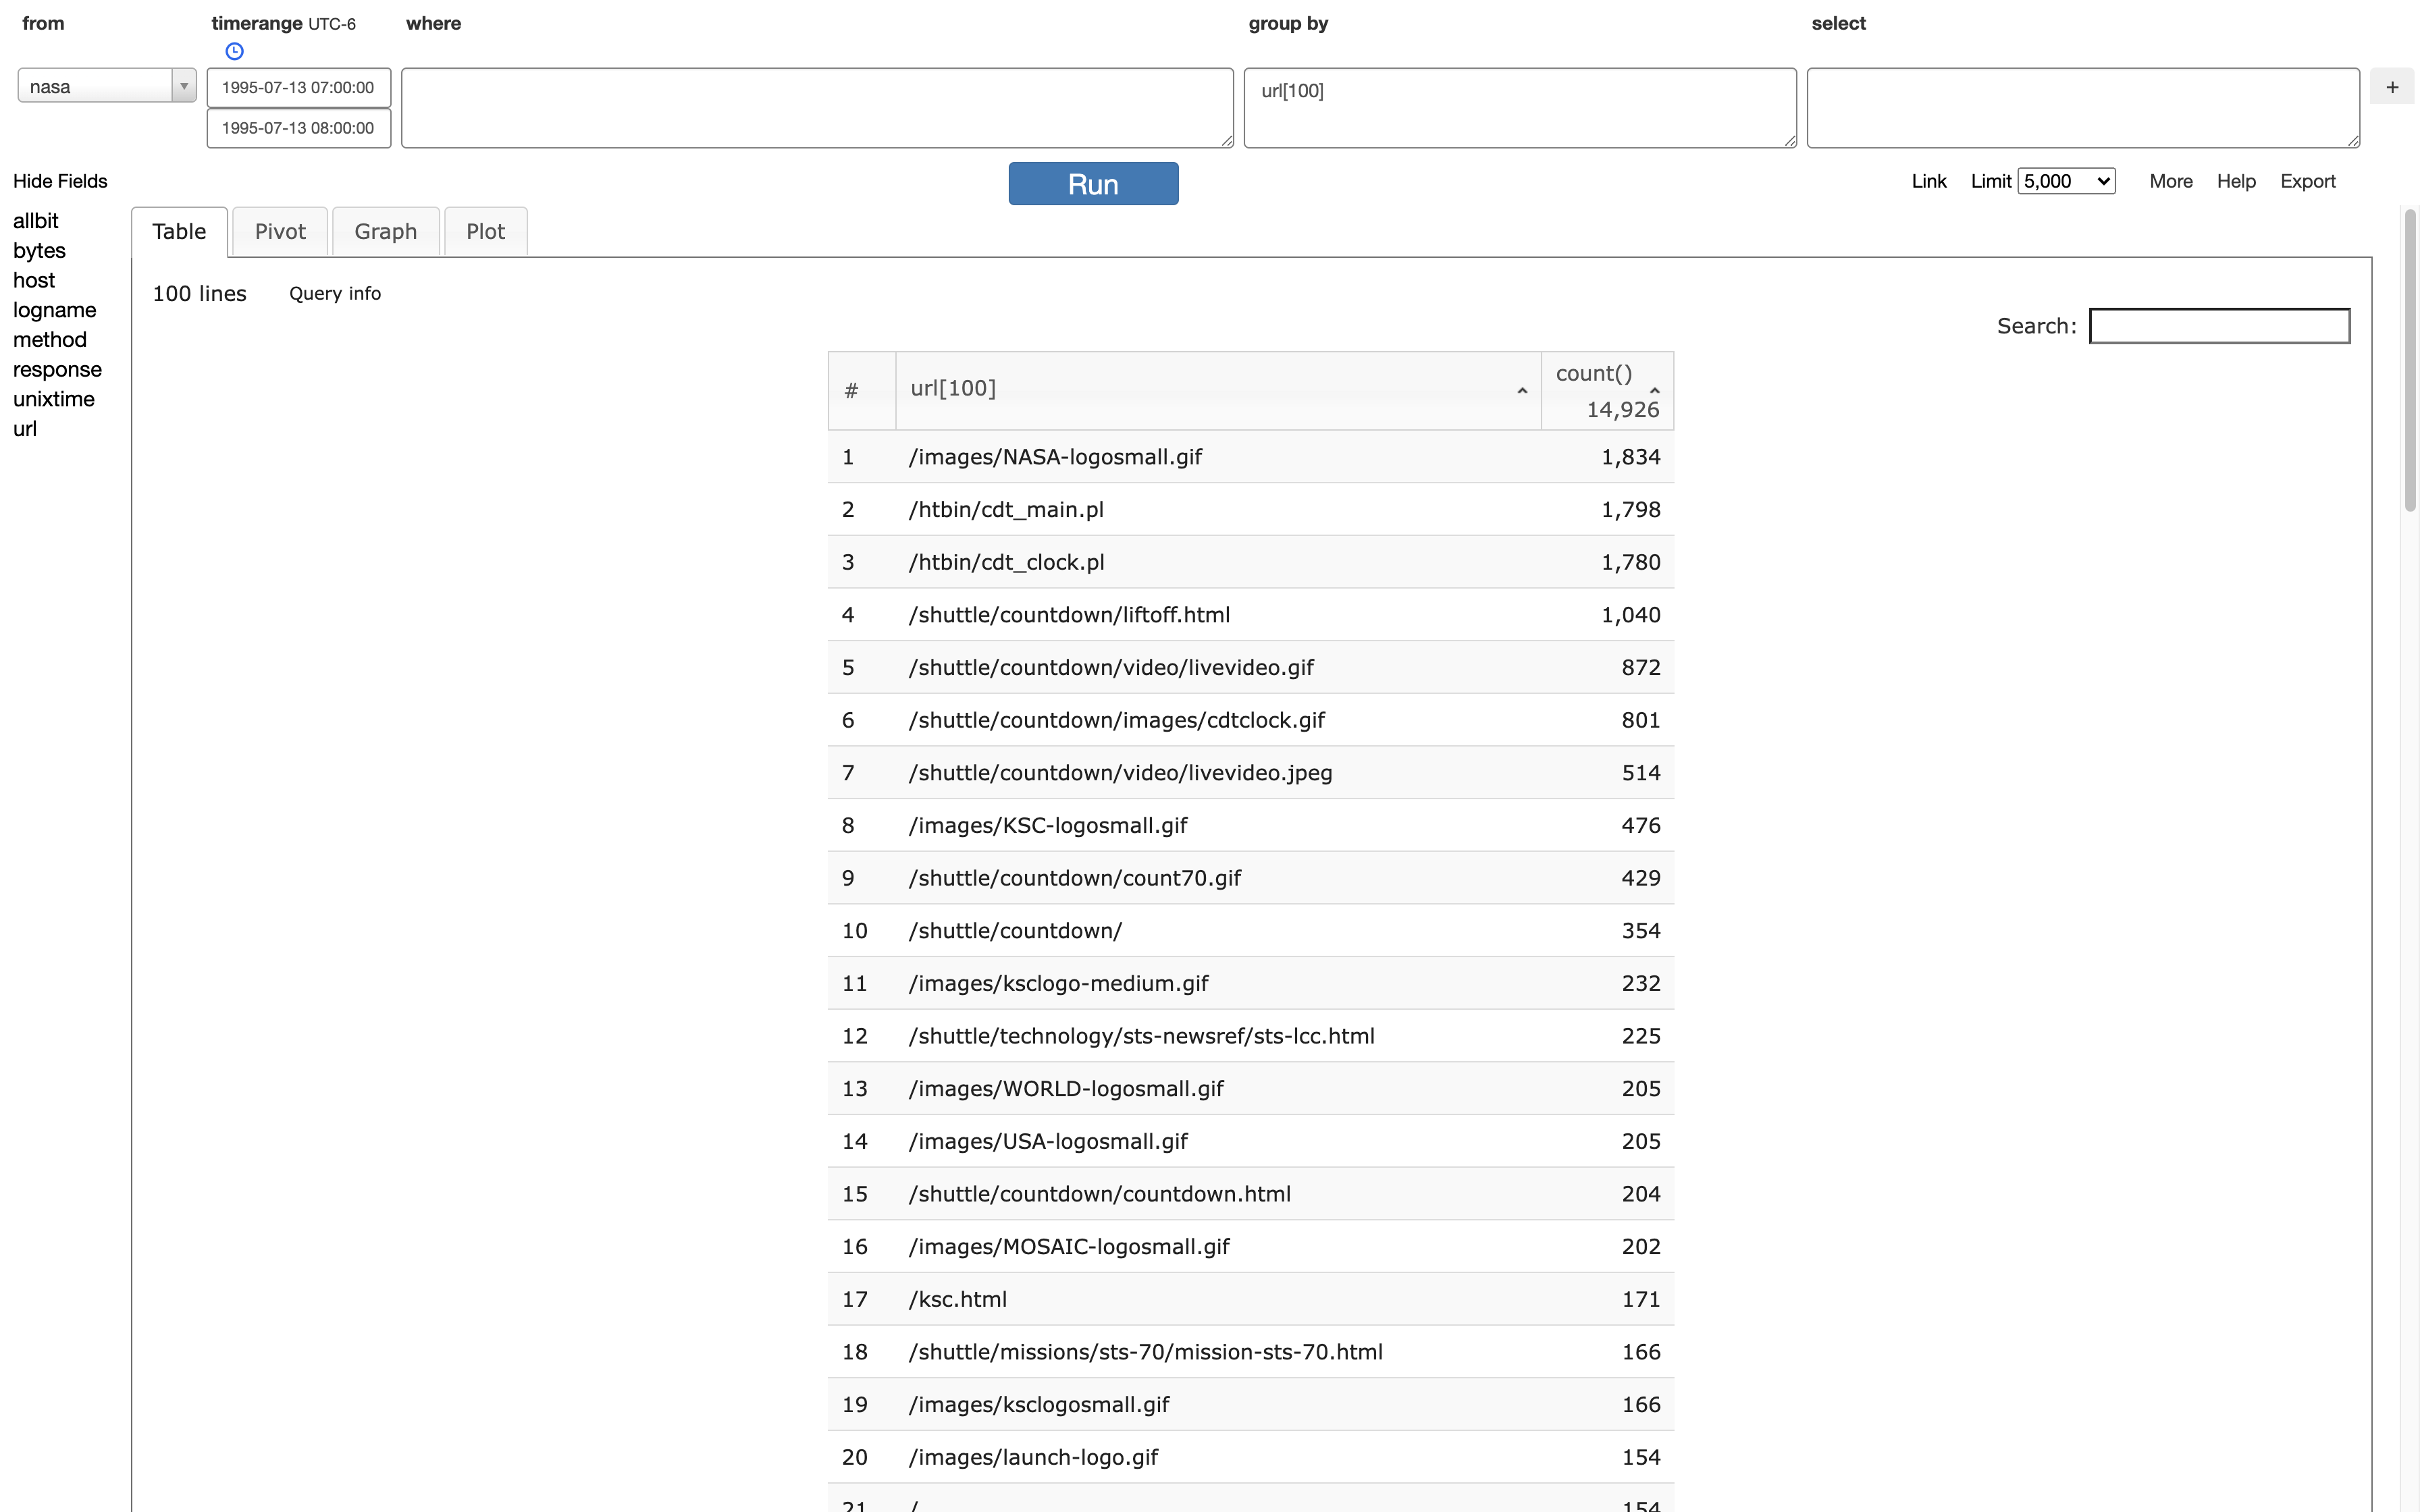 from timerange UTC-6 where group by select
nasa 1995-07-13 07:00:00 url[100] +
1995-07-13 08:00:00
Hide Fields Run Link Limit 5,000 More Help Export
allbit
bytes
host
logname
method
response
unixtime
url
Table Pivot Graph Plot
100 lines Query info
Search:
# url[100] count()
14,926
1 /images/NASA-logosmall.gif 1,834
2 /htbin/cdt_main.pl 1,798
3 /htbin/cdt_clock.pl 1,780
4 /shuttle/countdown/liftoff.html 1,040
5 /shuttle/countdown/video/livevideo.gif 872
6 /shuttle/countdown/images/cdtclock.gif 801
7 /shuttle/countdown/video/livevideo.jpeg 514
8 /images/KSC-logosmall.gif 476
9 /shuttle/countdown/count70.gif 429
10 /shuttle/countdown/ 354
11 /images/ksclogo-medium.gif 232
12 /shuttle/technology/sts-newsref/sts-lcc.html 225
13 /images/WORLD-logosmall.gif 205
14 /images/USA-logosmall.gif 205
15 /shuttle/countdown/countdown.html 204
16 /images/MOSAIC-logosmall.gif 202
17 /ksc.html 171
18 /shuttle/missions/sts-70/mission-sts-70.html 166
19 /images/ksclogosmall.gif 166
20 /images/launch-logo.gif 154
21 / 154